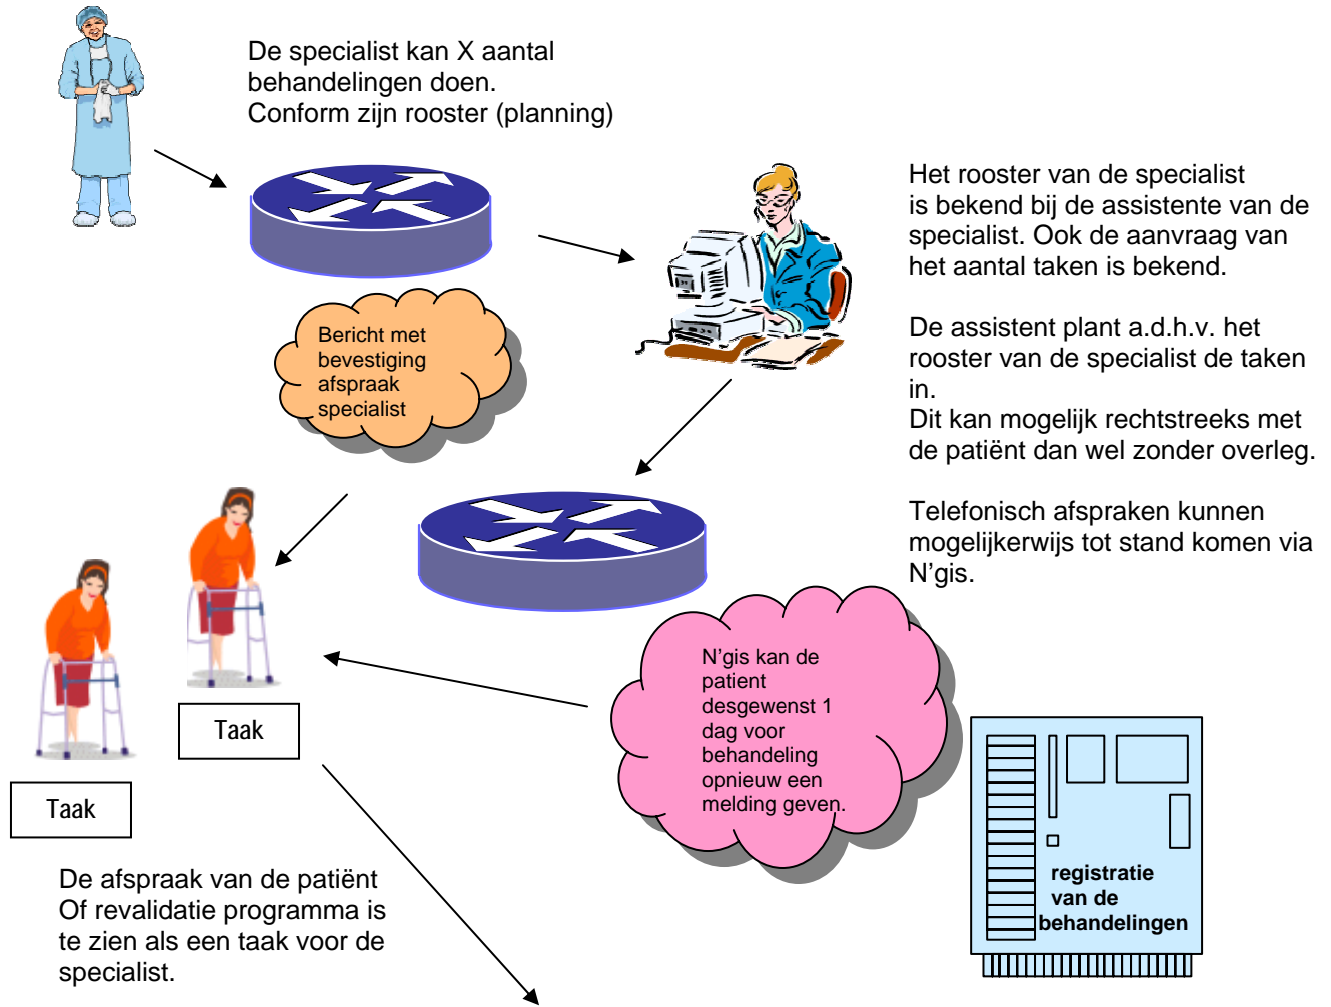 De specialist kan X aantal
behandelingen doen.
Conform zijn rooster (planning)
Het rooster van de specialist
is bekend bij de assistente van de
specialist. Ook de aanvraag van
het aantal taken is bekend.
De assistent plant a.d.h.v. het
rooster van de specialist de taken
in.
Dit kan mogelijk rechtstreeks met
de patiënt dan wel zonder overleg.
Telefonisch afspraken kunnen
mogelijkerwijs tot stand komen via
N'gis.
Bericht met
bevestiging
afspraak
specialist
N'gis kan de
patient
desgewenst 1
dag voor
behandeling
opnieuw een
melding geven.
Taak
Taak
De afspraak van de patiënt
Of revalidatie programma is
te zien als een taak voor de
specialist.
registratie
van de
behandelingen